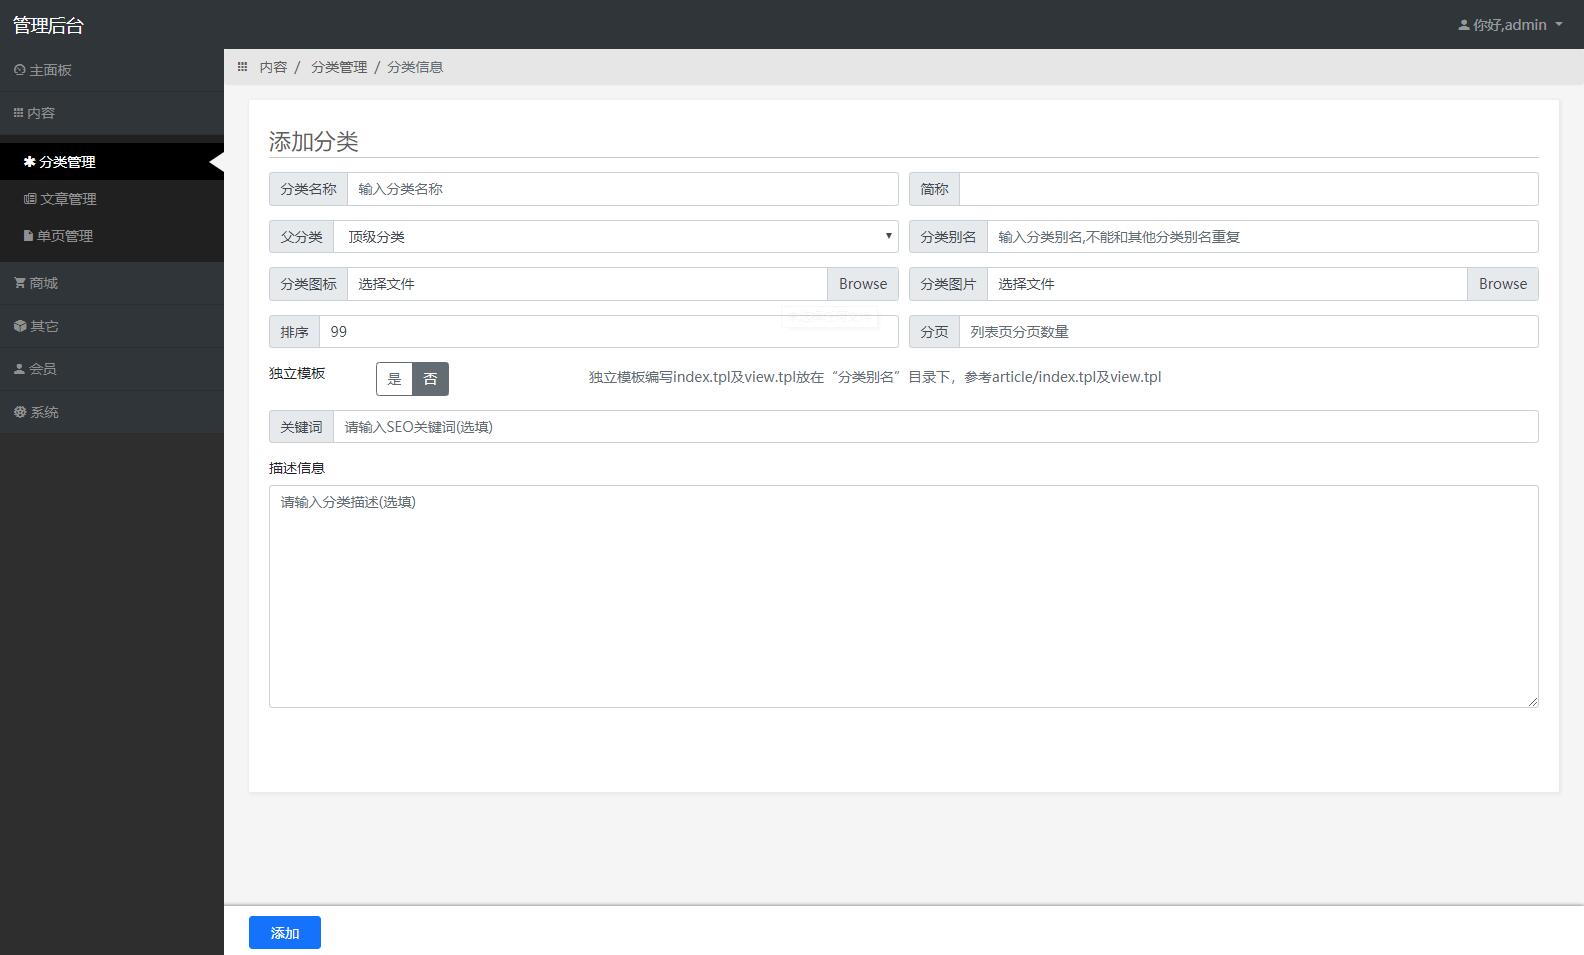 管理后台
你好,admin
主面板
内容
分类管理
文章管理
单页管理
商城
其它
会员
系统
内容 / 分类管理 / 分类信息
添加分类
分类名称 输入分类名称
简称
父分类 顶级分类
分类别名 输入分类别名,不能和其他分类别名重复
分类图标 选择文件 Browse
分类图片 选择文件 Browse
排序 99
分页 列表页分页数量
独立模板 是 否 独立模板编写index.tpl及view.tpl放在“分类别名”目录下，参考article/index.tpl及view.tpl
关键词 请输入SEO关键词(选填)
描述信息
请输入分类描述(选填)
添加